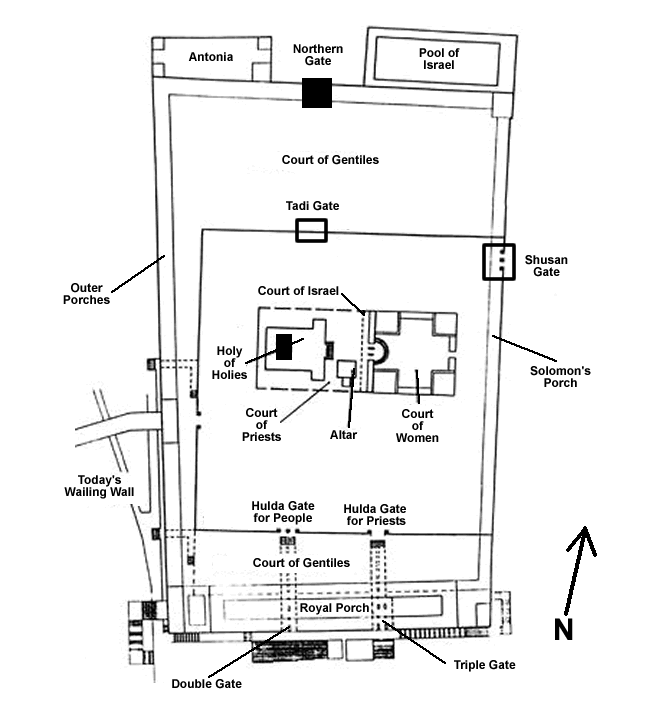 Antonia
Northern
Gate
Pool of
Israel
Court of Gentiles
Tadi Gate
Shusan
Gate
Outer
Porches
Court of Israel
Holy
of
Holies
Solomon's
Porch
Court
of
Priests
Altar
Court
of
Women
Today's
Wailing Wall
Hulda Gate
for People
Hulda Gate
for Priests
Court of Gentiles
Royal Porch
N
Triple Gate
Double Gate